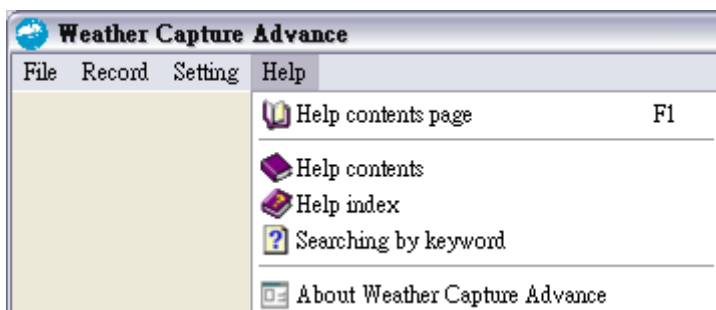 Weather Capture Advance
File Record Setting Help
Help contents page F1
Help contents
Help index
Searching by keyword
About Weather Capture Advance